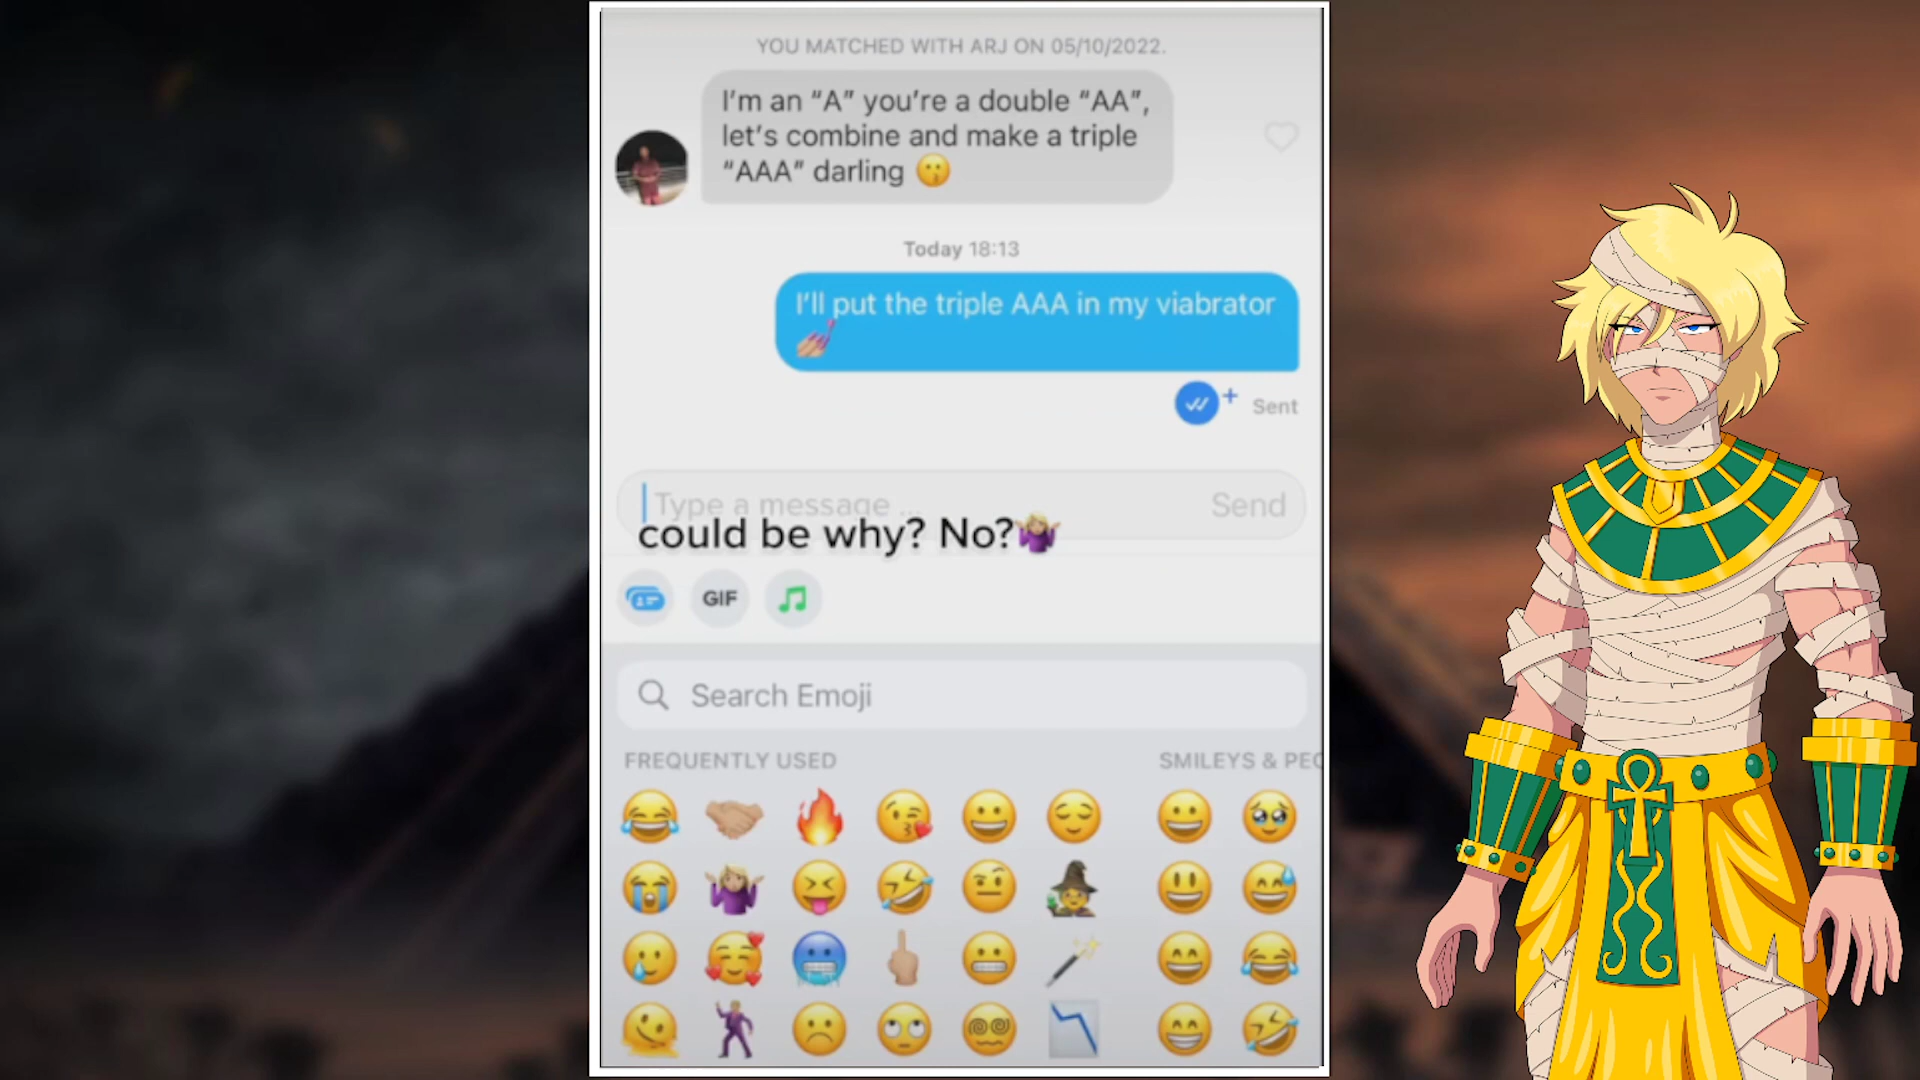 YOU MATCHED WITH ARJ ON 05/10/2022.
I'm an “A” you're a double “AA”,
let's combine and make a triple
“AAA” darling 😗
Today 18:13
I'll put the triple AAA in my viabrator
💅🏼
Sent
Type a message ...
Send
could be why? No?🤷🏼‍♀️
GIF
Search Emoji
FREQUENTLY USED
SMILEYS & PEO